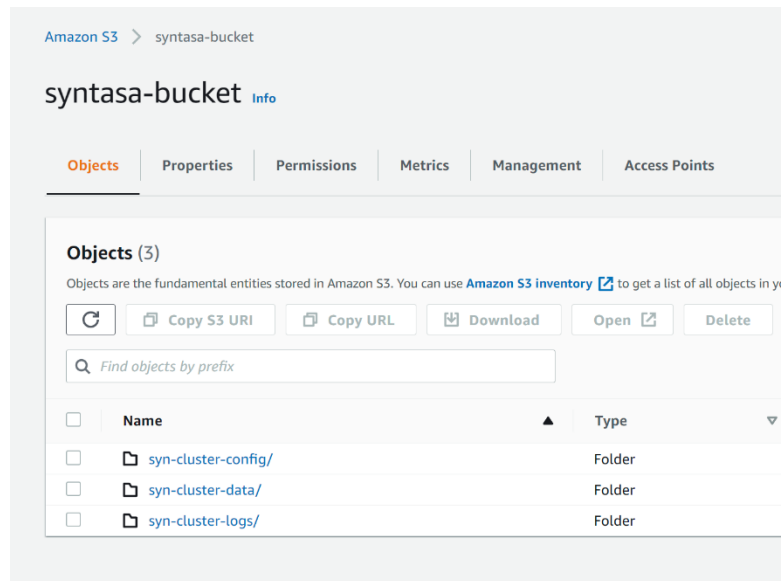 Amazon S3 > syntasa-bucket
syntasa-bucket Info
Objects Properties Permissions Metrics Management Access Points
Objects (3)
Objects are the fundamental entities stored in Amazon S3. You can use Amazon S3 inventory to get a list of all objects in
Copy S3 URI Copy URL Download Open Delete
Find objects by prefix
Name Type
syn-cluster-config/ Folder
syn-cluster-data/ Folder
syn-cluster-logs/ Folder